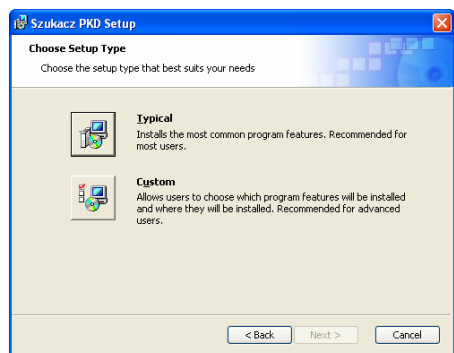 Szukacz PKD Setup
Choose Setup Type
Choose the setup type that best suits your needs
Typical
Installs the most common program features. Recommended for
most users.
Custom
Allows users to choose which program features will be installed
and where they will be installed. Recommended for advanced
users.
< Back Next > Cancel